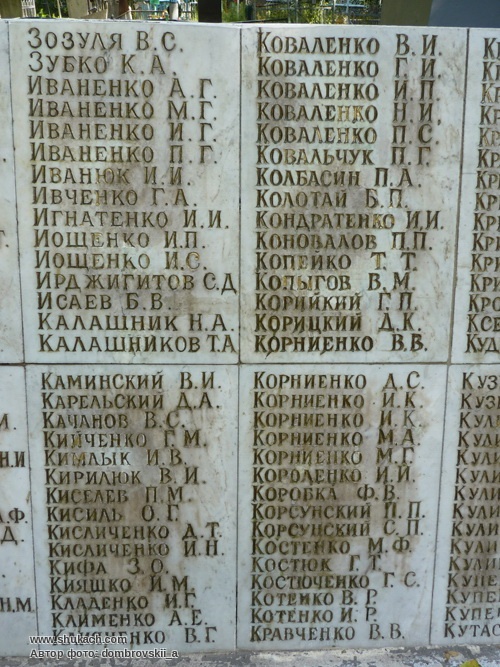 ЗОЗУЛЯ В.С.
ЗУБКО К.А.
ИВАНЕНКО А.Г.
ИВАНЕНКО М.Г.
ИВАНЕНКО И.Г.
ИВАНЕНКО П.Г.
ИВАНЮК И.И.
ИВЧЕНКО Г.А.
ИГНАТЕНКО И.И.
ИОЩЕНКО И.П.
ИОЩЕНКО И.С.
ИРДЖИГИТОВ С.Д
ИСАЕВ Б.В.
КАЛАШНИК Н.А.
КАЛАШНИКОВ Т.А
КАМИНСКИЙ В.И.
КАРЕЛЬСКИЙ Д.А.
КАЧАНОВ В.С.
КИЙЧЕНКО Г.М.
КИМЛЫК И.В.
КИРИЛЮК В.И.
КИСЕЛЕВ П.М.
КИСИЛЬ О.Г.
КИСЛИЧЕНКО Д.Т.
КИСЛИЧЕНКО И.Н.
КИФА З.О.
КИЯШКО И.М.
КЛАДЕНКО И.Г.
КЛИМЕНКО А.Е.
В.Г.
КОВАЛЕНКО В.И.
КОВАЛЕНКО Г.И.
КОВАЛЕНКО И.П.
КОВАЛЕНКО Н.И.
КОВАЛЕНКО П.С.
КОВАЛЬЧУК П.Г.
КОЛБАСИН П.А.
КОЛОТАЙ Б.П.
КОНДРАТЕНКО И.И.
КОНОВАЛОВ П.П.
КОПЕЙКО Т.Т.
КОПЫГОВ В.М.
КОРИЙКИЙ Г.П.
КОРИЦКИЙ Д.К.
КОРНИЕНКО В.В.
КОРНИЕНКО Д.С.
КОРНИЕНКО И.К.
КОРНИЕНКО И.К.
КОРНИЕНКО М.А.
КОРНИЕНКО М.Г.
КОРОЛЕНКО И.Й.
КОРОБКА Ф.В.
КОРСУНСКИЙ П.П.
КОРСУНСКИЙ С.П.
КОСТЕНКО М.Ф.
КОСТЮК Г.Т.
КОСТЮЧЕНКО Г.С.
КОТЕНКО В.Р.
КОТЕНКО И.Р.
КРАВЧЕНКО В.В.
www.shukach.com
Автор фото: dombrovskii_a